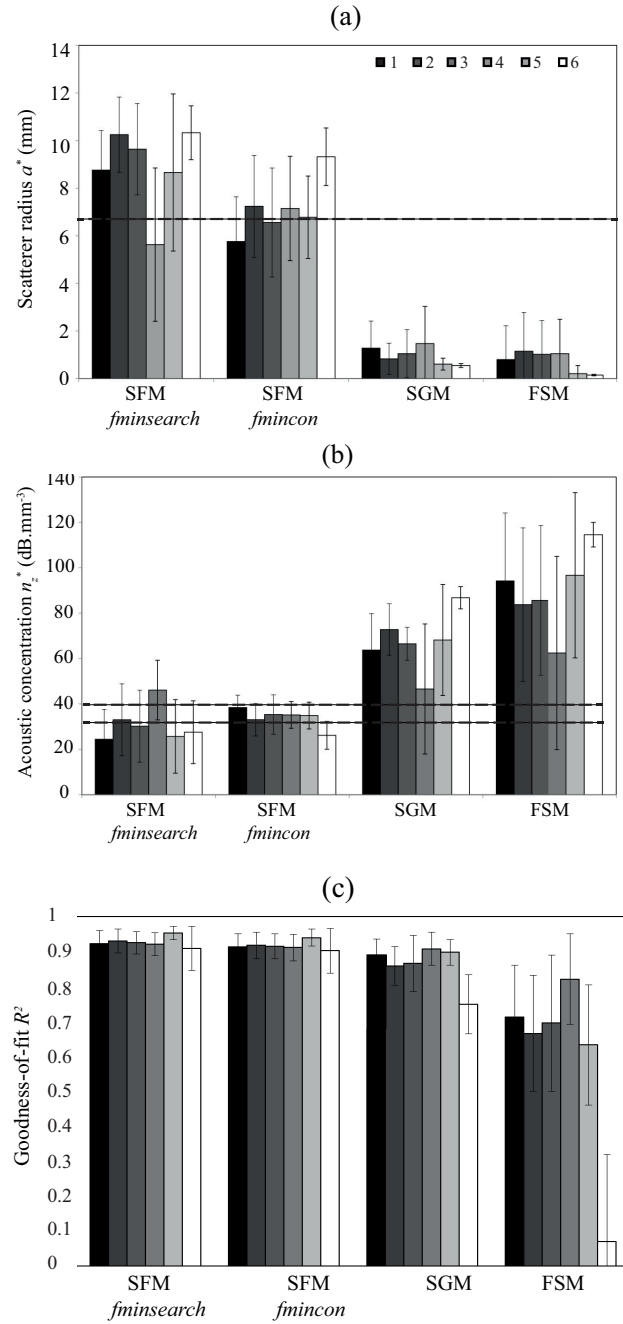 (a)
14
12
10
8
6
4
2
0
Scatterer radius a* (mm)
1 2 3 4 5 6
SFM SFM SGM FSM
fminsearch fmincon
(b)
140
120
100
80
60
40
20
0
Acoustic concentration n_z* (dB.mm⁻³)
SFM SFM SGM FSM
fminsearch fmincon
(c)
1
0.9
0.8
0.7
0.6
0.5
0.4
0.3
0.2
0.1
0
Goodness-of-fit R²
SFM SFM SGM FSM
fminsearch fmincon